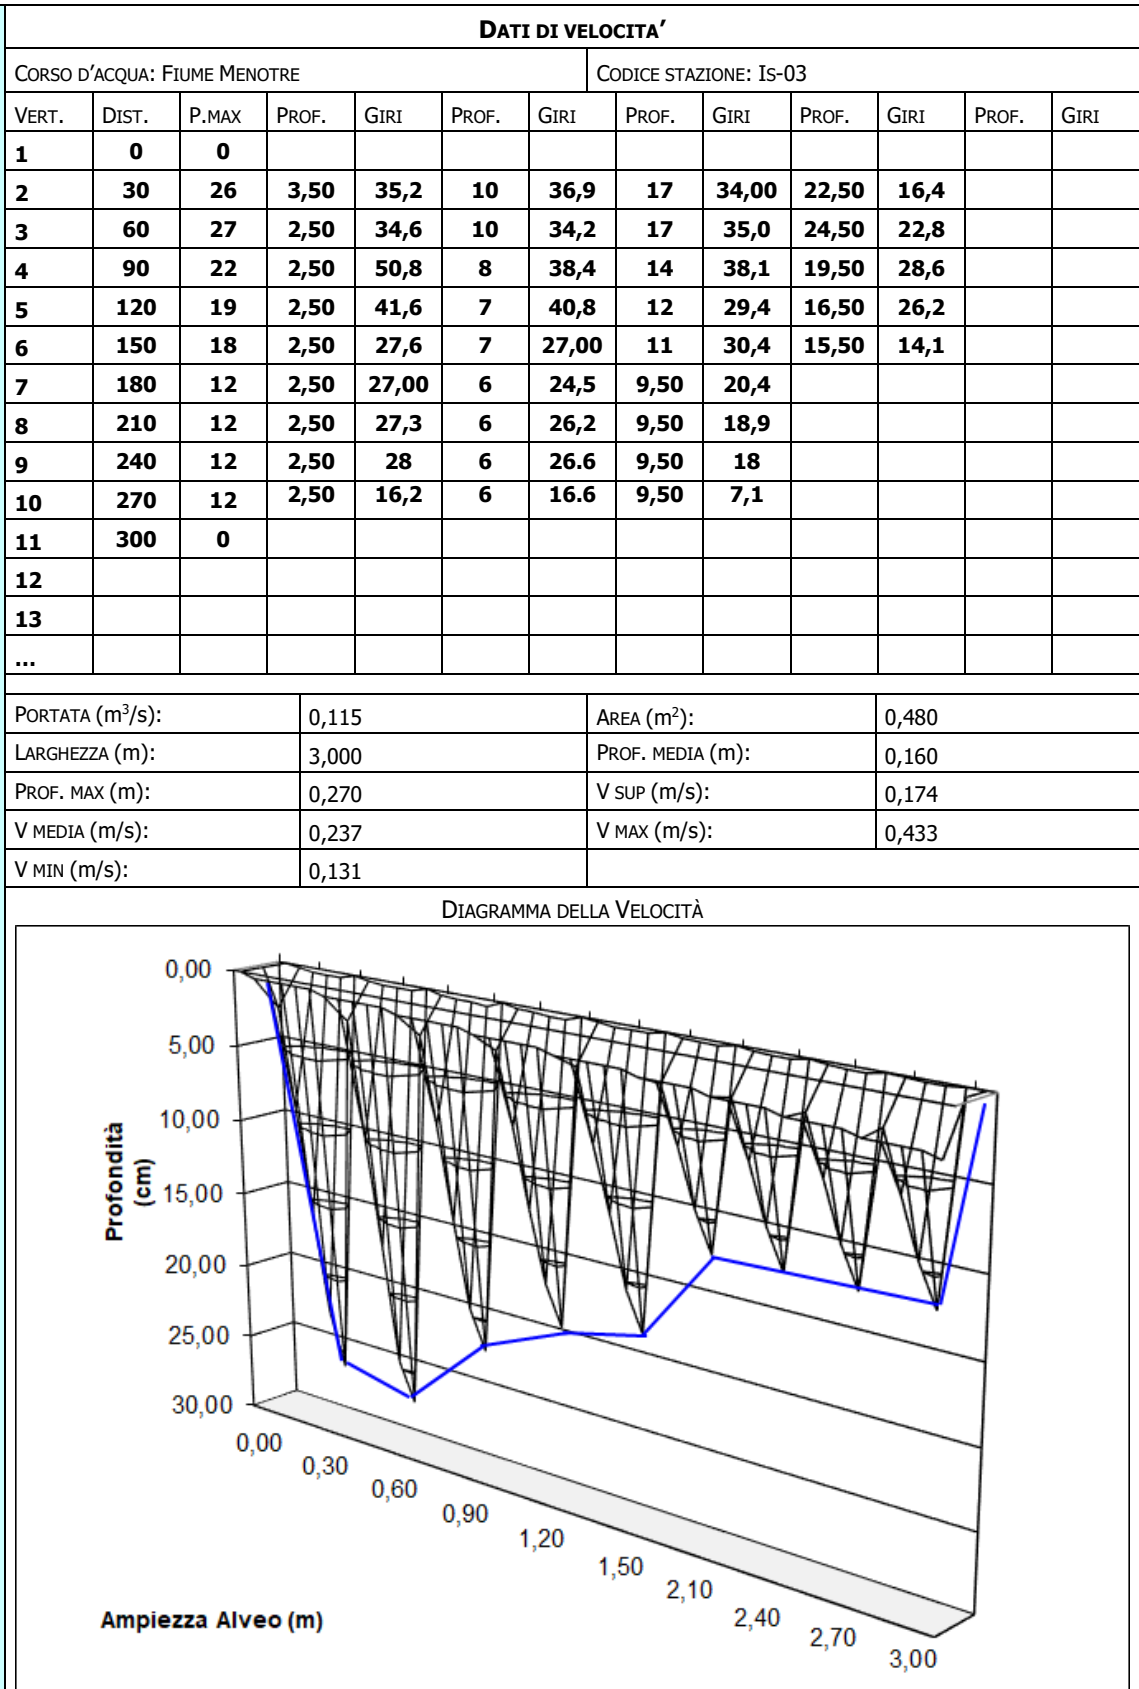 DATI DI VELOCITA’
CORSO D’ACQUA: FIUME MENOTRE CODICE STAZIONE: IS-03
VERT. DIST. P.MAX PROF. GIRI PROF. GIRI PROF. GIRI PROF. GIRI PROF. GIRI
1 0 0
2 30 26 3,50 35,2 10 36,9 17 34,00 22,50 16,4
3 60 27 2,50 34,6 10 34,2 17 35,0 24,50 22,8
4 90 22 2,50 50,8 8 38,4 14 38,1 19,50 28,6
5 120 19 2,50 41,6 7 40,8 12 29,4 16,50 26,2
6 150 18 2,50 27,6 7 27,00 11 30,4 15,50 14,1
7 180 12 2,50 27,00 6 24,5 9,50 20,4
8 210 12 2,50 27,3 6 26,2 9,50 18,9
9 240 12 2,50 28 6 26.6 9,50 18
10 270 12 2,50 16,2 6 16.6 9,50 7,1
11 300 0
12
13
...
PORTATA (m³/s): 0,115 AREA (m²): 0,480
LARGHEZZA (m): 3,000 PROF. MEDIA (m): 0,160
PROF. MAX (m): 0,270 V SUP (m/s): 0,174
V MEDIA (m/s): 0,237 V MAX (m/s): 0,433
V MIN (m/s): 0,131
DIAGRAMMA DELLA VELOCITÀ
0,00
5,00
10,00
15,00
20,00
25,00
30,00
Profondità
(cm)
0,00
0,30
0,60
0,90
1,20
1,50
2,10
2,40
2,70
3,00
Ampiezza Alveo (m)